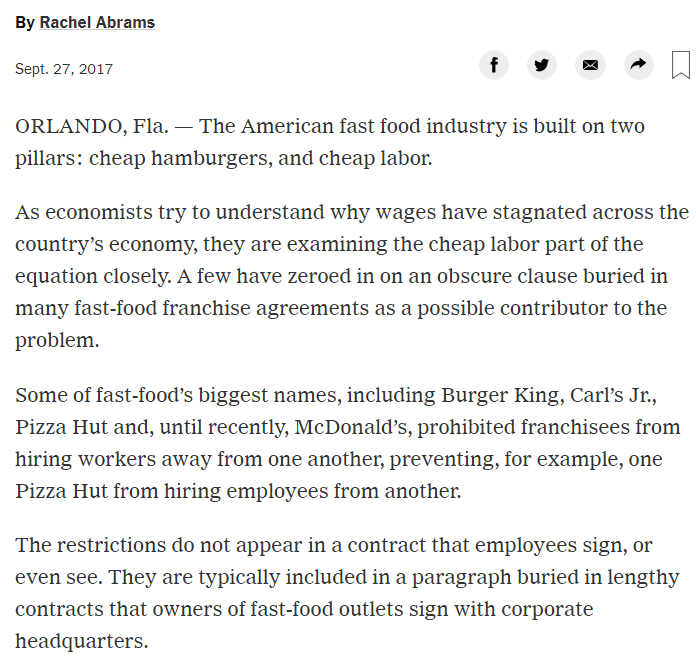 By Rachel Abrams
Sept. 27, 2017
ORLANDO, Fla. — The American fast food industry is built on two
pillars: cheap hamburgers, and cheap labor.
As economists try to understand why wages have stagnated across the
country’s economy, they are examining the cheap labor part of the
equation closely. A few have zeroed in on an obscure clause buried in
many fast-food franchise agreements as a possible contributor to the
problem.
Some of fast-food’s biggest names, including Burger King, Carl’s Jr.,
Pizza Hut and, until recently, McDonald’s, prohibited franchisees from
hiring workers away from one another, preventing, for example, one
Pizza Hut from hiring employees from another.
The restrictions do not appear in a contract that employees sign, or
even see. They are typically included in a paragraph buried in lengthy
contracts that owners of fast-food outlets sign with corporate
headquarters.